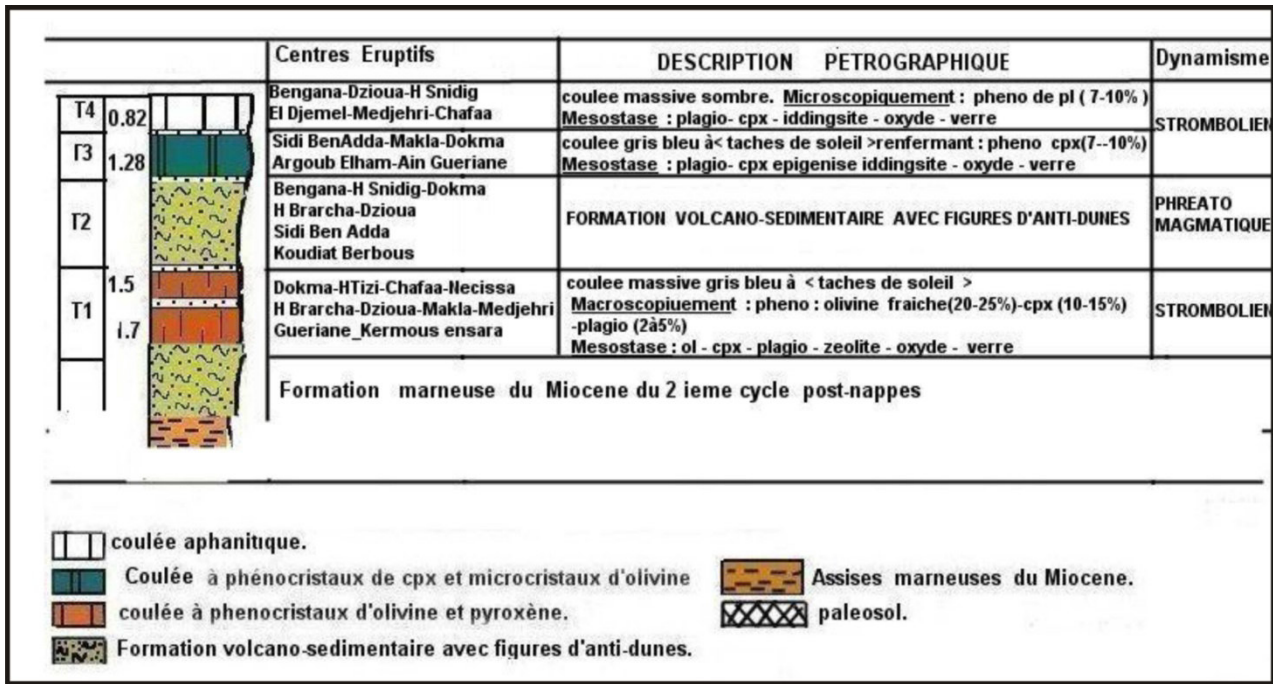 Centres Eruptifs
DESCRIPTION PETROGRAPHIQUE
Dynamisme
T4
0.82
Bengana-Dzioua-H Snidig
El Djemel-Medjehri-Chafaa
coulee massive sombre. Microscopiquement : pheno de pl ( 7-10% )
Mesostase : plagio- cpx - iddingsite - oxyde - verre
STROMBOLIEN
T3
1.28
Sidi BenAdda-Makla-Dokma
Argoub Elham-Ain Gueriane
coulee gris bleu à< taches de soleil >renfermant : pheno cpx(7--10%)
Mesostase : plagio- cpx epigenise iddingsite - oxyde - verre
T2
Bengana-H Snidig-Dokma
H Brarcha-Dzioua
Sidi Ben Adda
Koudiat Berbous
FORMATION VOLCANO-SEDIMENTAIRE AVEC FIGURES D'ANTI-DUNES
PHREATO
MAGMATIQUE
T1
1.5
1.7
Dokma-HTizi-Chafaa-Necissa
H Brarcha-Dzioua-Makla-Medjehri
Gueriane_Kermous ensara
coulee massive gris bleu à < taches de soleil >
Macroscopiuement : pheno : olivine fraiche(20-25%)-cpx (10-15%)
-plagio (2à5%)
Mesostase : ol - cpx - plagio - zeolite - oxyde - verre
STROMBOLIEN
Formation marneuse du Miocene du 2 ieme cycle post-nappes
coulée aphanitique.
Coulée à phénocristaux de cpx et microcristaux d'olivine
coulée à phenocristaux d'olivine et pyroxène.
Formation volcano-sedimentaire avec figures d'anti-dunes.
Assises marneuses du Miocene.
paleosol.